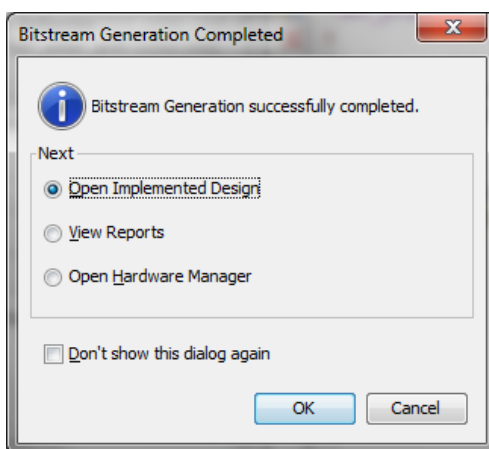 Bitstream Generation Completed
Bitstream Generation successfully completed.
Next
Open Implemented Design
View Reports
Open Hardware Manager
Don't show this dialog again
OK
Cancel